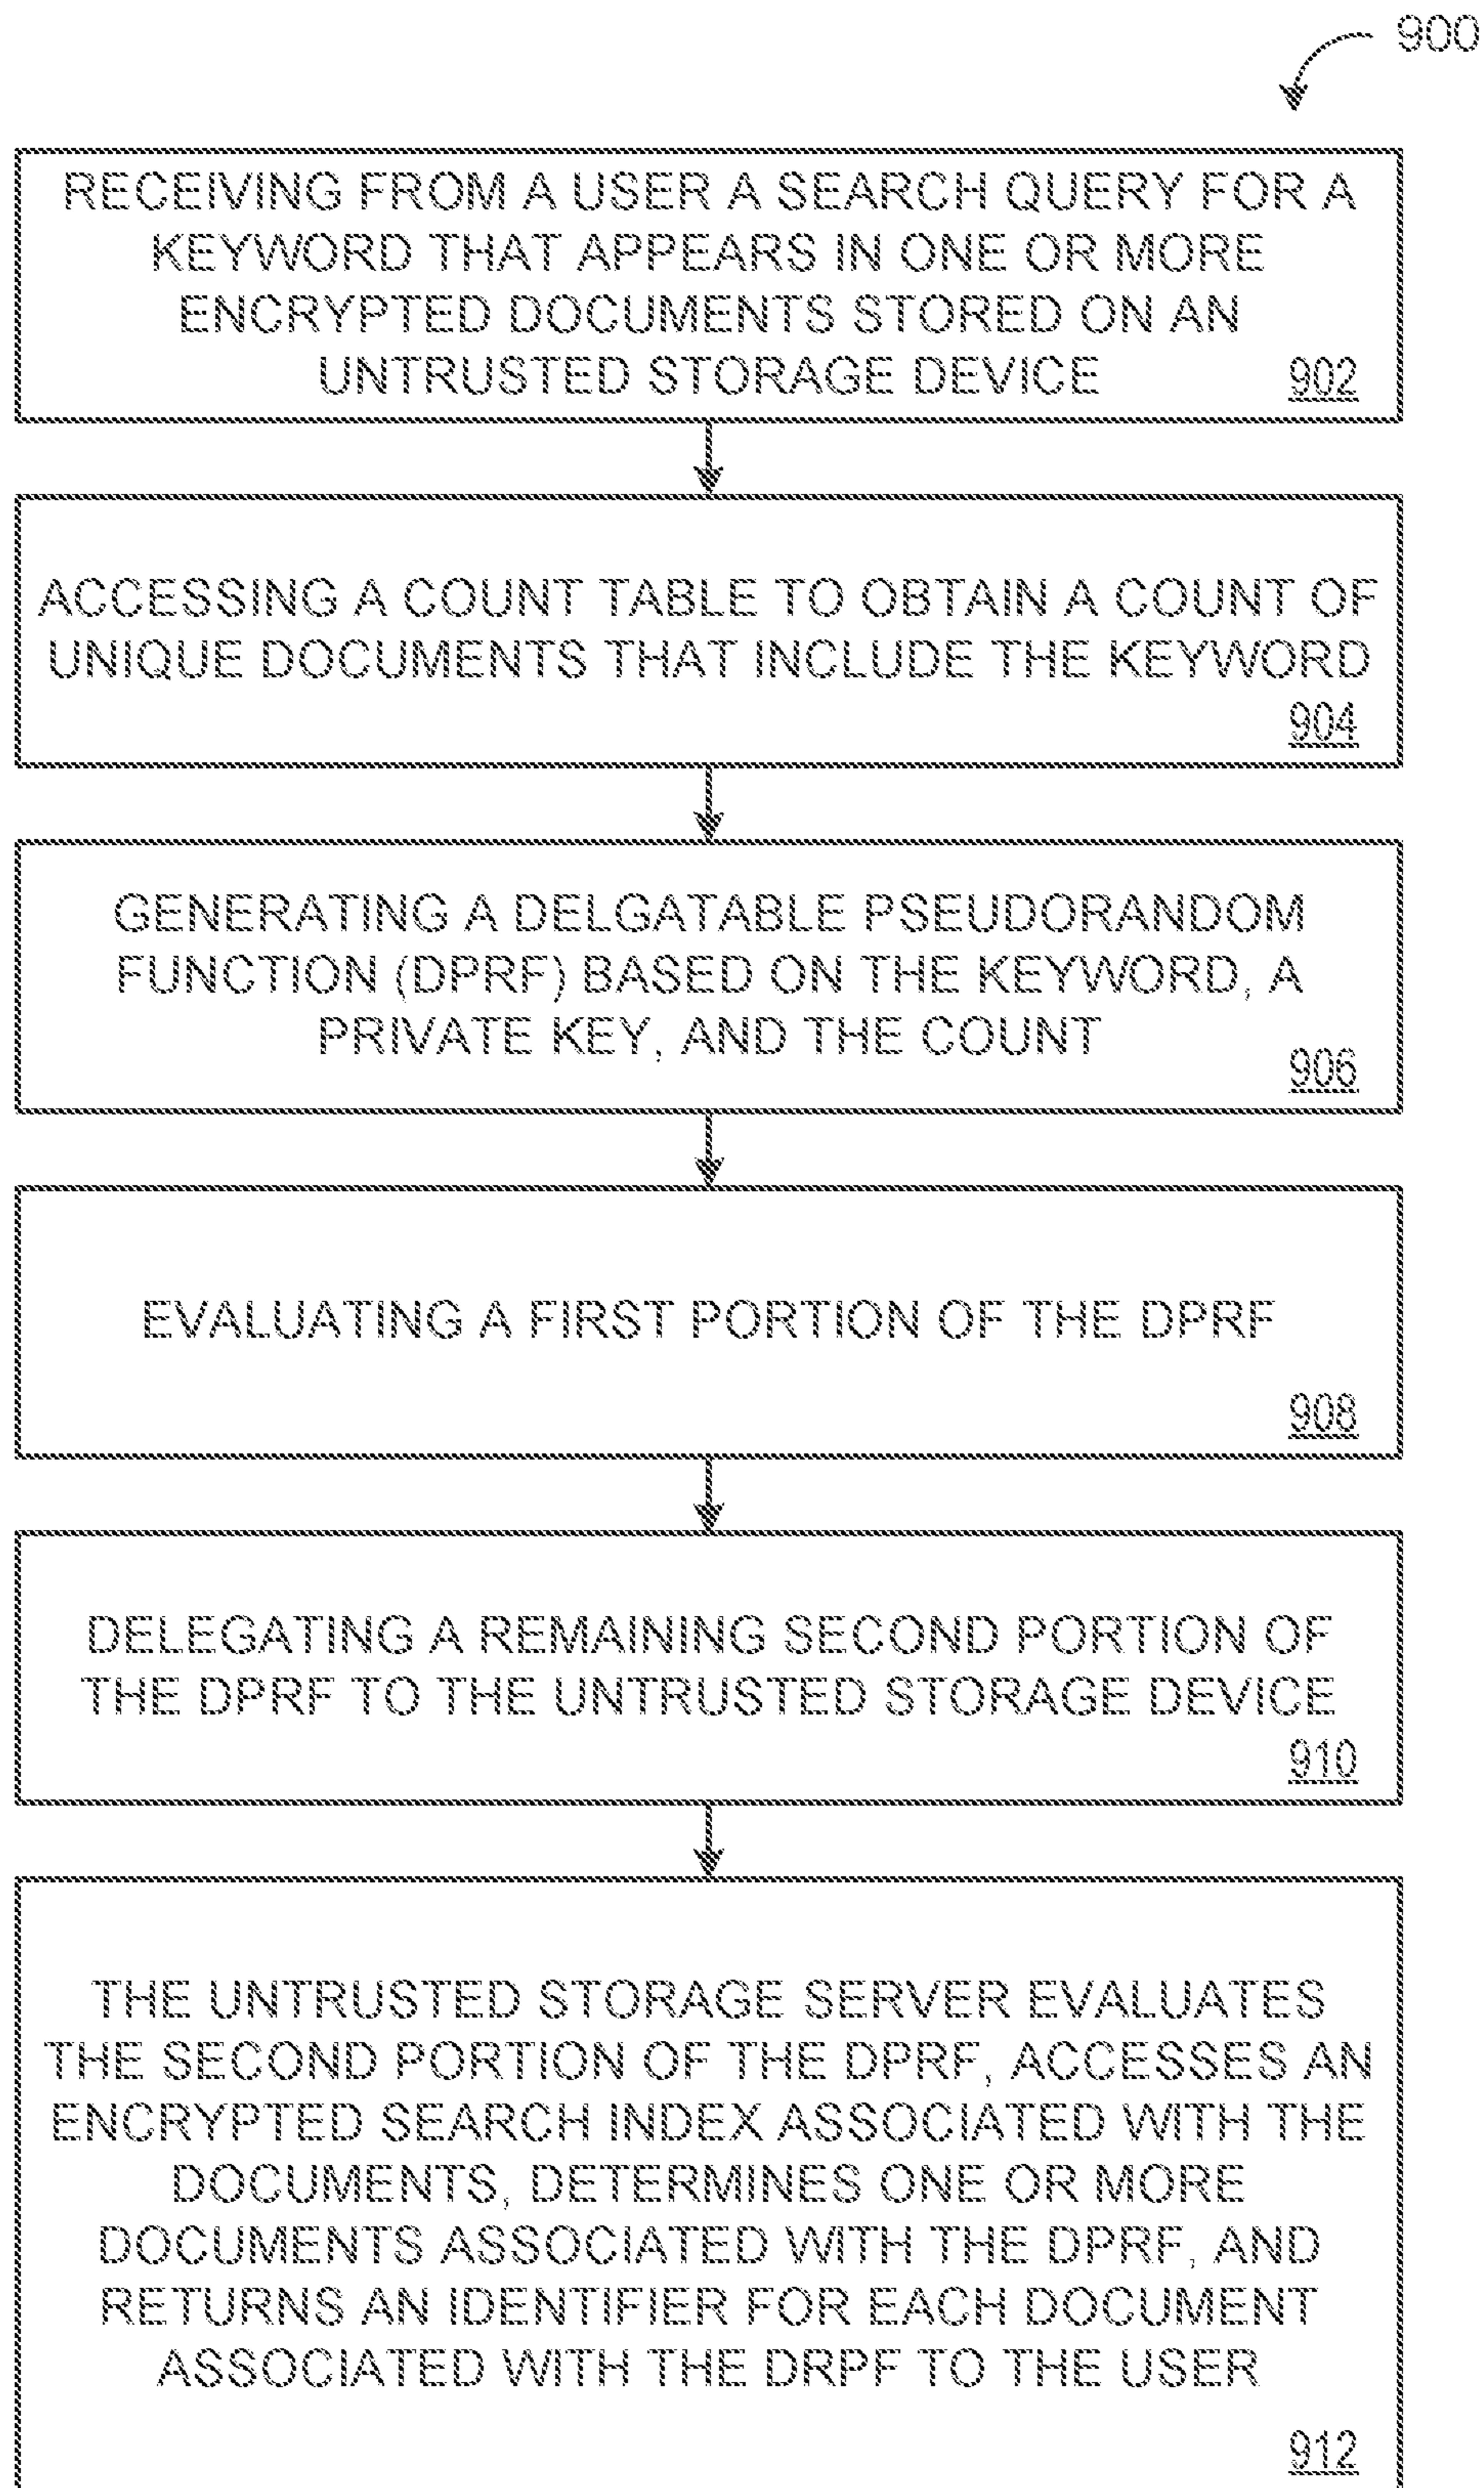 900
RECEIVING FROM A USER A SEARCH QUERY FOR A
KEYWORD THAT APPEARS IN ONE OR MORE
ENCRYPTED DOCUMENTS STORED ON AN
UNTRUSTED STORAGE DEVICE
902
ACCESSING A COUNT TABLE TO OBTAIN A COUNT OF
UNIQUE DOCUMENTS THAT INCLUDE THE KEYWORD
904
GENERATING A DELGATABLE PSEUDORANDOM
FUNCTION (DPRF) BASED ON THE KEYWORD, A
PRIVATE KEY, AND THE COUNT
906
EVALUATING A FIRST PORTION OF THE DPRF
908
DELEGATING A REMAINING SECOND PORTION OF
THE DPRF TO THE UNTRUSTED STORAGE DEVICE
910
THE UNTRUSTED STORAGE SERVER EVALUATES
THE SECOND PORTION OF THE DPRF, ACCESSES AN
ENCRYPTED SEARCH INDEX ASSOCIATED WITH THE
DOCUMENTS, DETERMINES ONE OR MORE
DOCUMENTS ASSOCIATED WITH THE DPRF, AND
RETURNS AN IDENTIFIER FOR EACH DOCUMENT
ASSOCIATED WITH THE DRPF TO THE USER
912